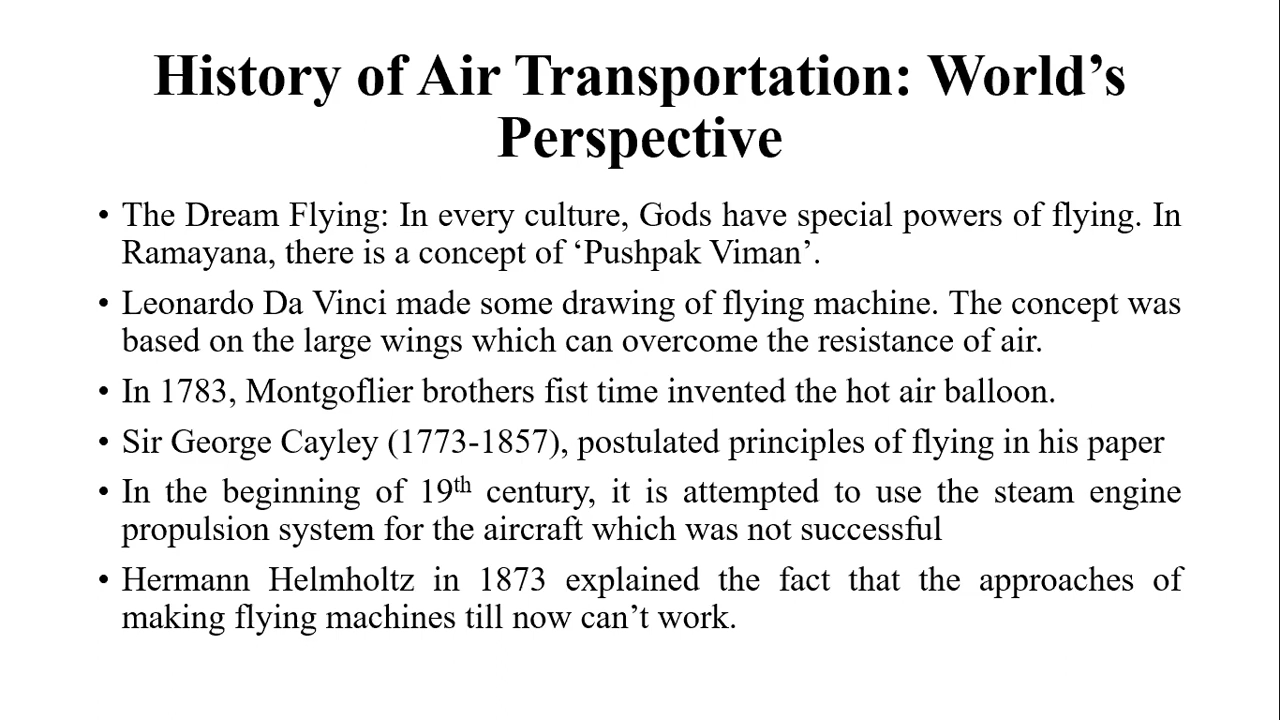 History of Air Transportation: World’s
Perspective
• The Dream Flying: In every culture, Gods have special powers of flying. In
Ramayana, there is a concept of ‘Pushpak Viman’.
• Leonardo Da Vinci made some drawing of flying machine. The concept was
based on the large wings which can overcome the resistance of air.
• In 1783, Montgoflier brothers fist time invented the hot air balloon.
• Sir George Cayley (1773-1857), postulated principles of flying in his paper
• In the beginning of 19th century, it is attempted to use the steam engine
propulsion system for the aircraft which was not successful
• Hermann Helmholtz in 1873 explained the fact that the approaches of
making flying machines till now can’t work.